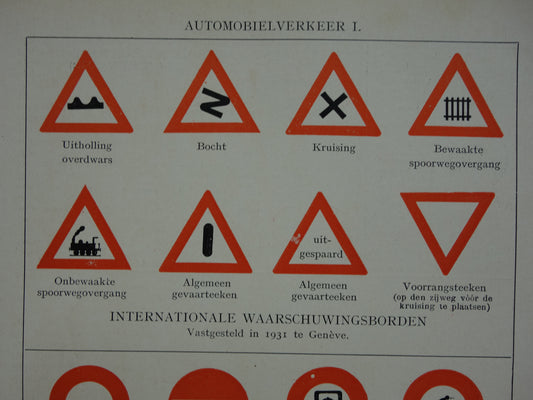 AUTOMOBIELVERKEER I.
Uitholling
overdwars
Bocht
Kruising
Bewaakte
spoorwegovergang
uit-
gespaard
Onbewaakte
spoorwegovergang
Algemeen
gevaarteeken
Algemeen
gevaarteeken
Voorrangsteeken
(op den zijweg vóór de
kruising te plaatsen)
INTERNATIONALE WAARSCHUWINGSBORDEN
Vastgesteld in 1931 te Genève.